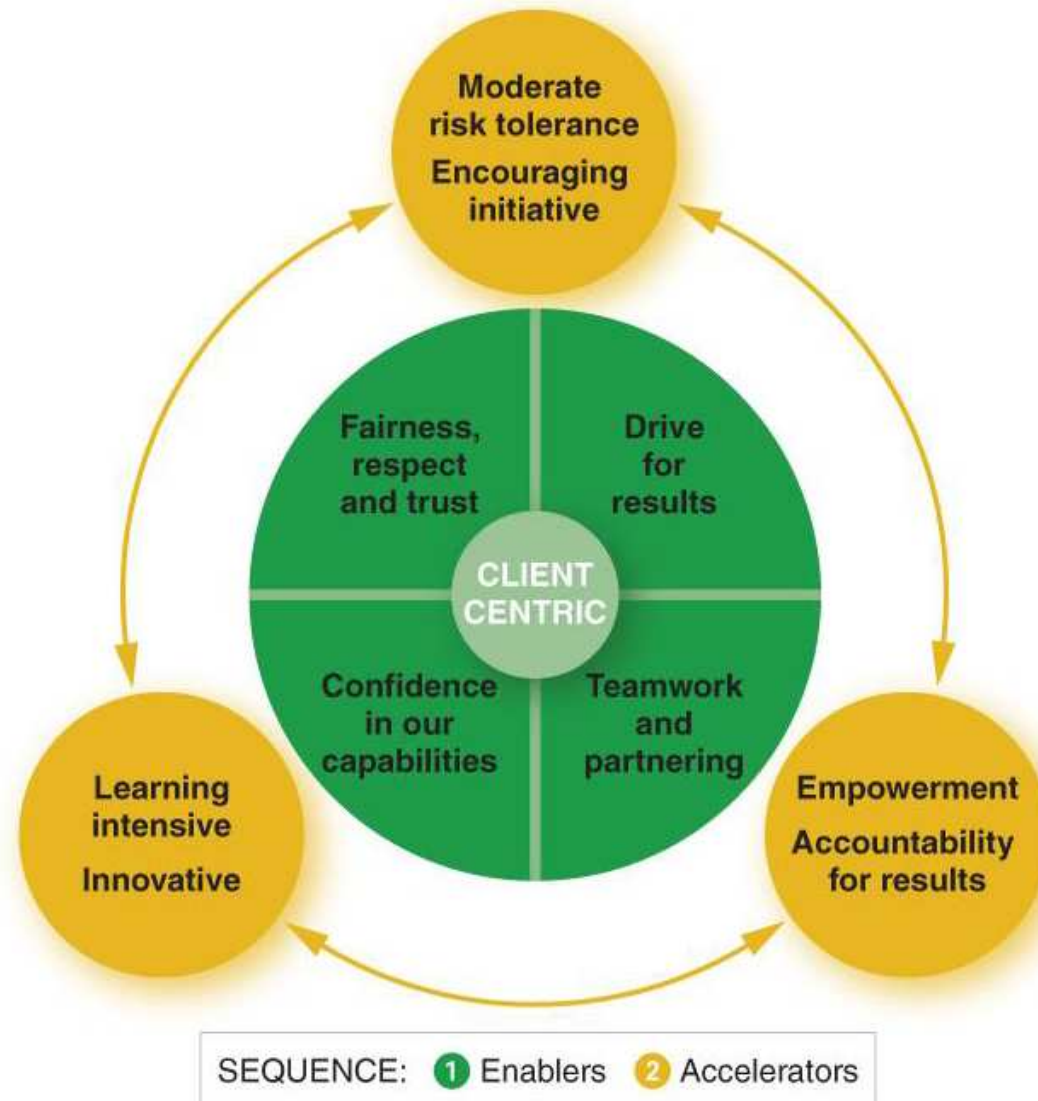 Moderate
risk tolerance
Encouraging
initiative
Fairness,
respect
and trust
Drive
for
results
CLIENT
CENTRIC
Confidence
in our
capabilities
Teamwork
and
partnering
Learning
intensive
Innovative
Empowerment
Accountability
for results
SEQUENCE: 1 Enablers 2 Accelerators